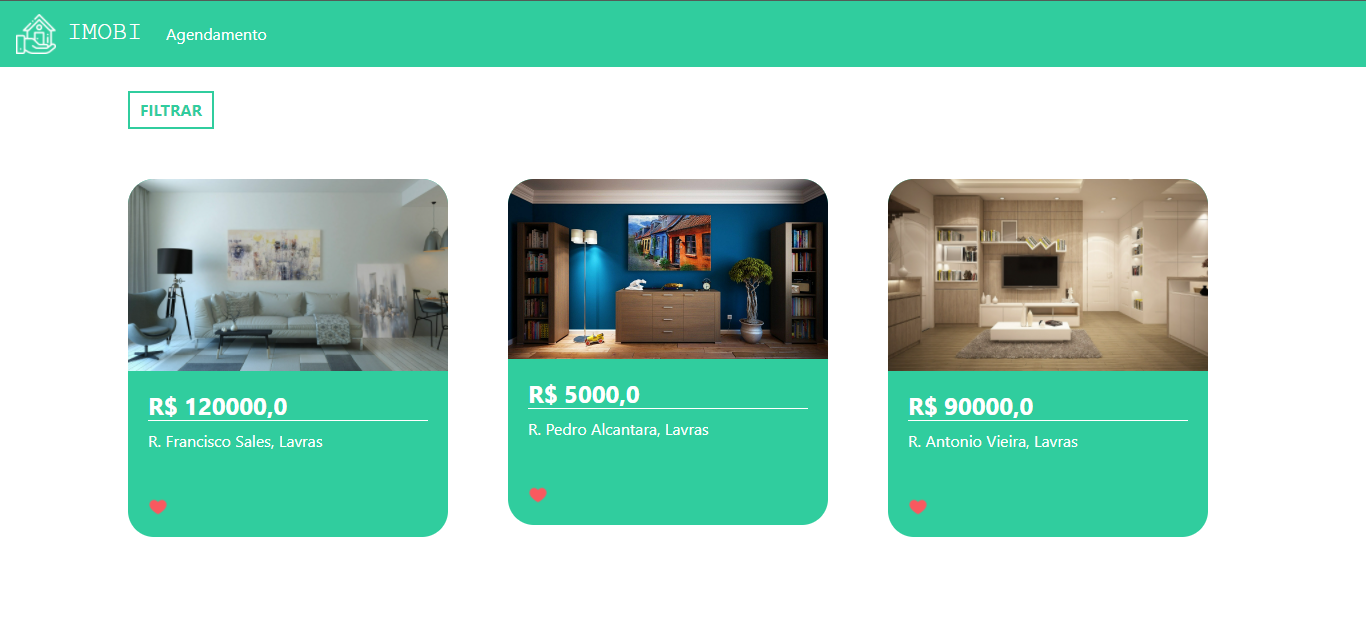 IMOBI Agendamento
FILTRAR
R$ 120000,0
R. Francisco Sales, Lavras
R$ 5000,0
R. Pedro Alcantara, Lavras
R$ 90000,0
R. Antonio Vieira, Lavras